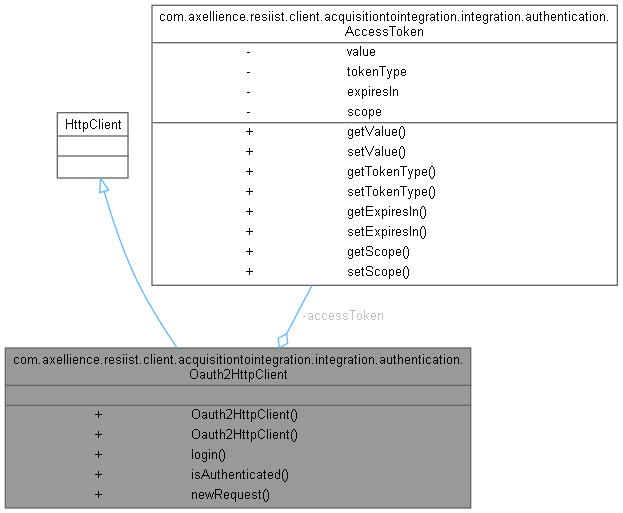 com.axellience.resiist.client.acquisitiontointegration.integration.authentication.
AccessToken
- value
- tokenType
- expiresIn
- scope
+ getValue()
+ setValue()
+ getTokenType()
+ setTokenType()
+ getExpiresIn()
+ setExpiresIn()
+ getScope()
+ setScope()
HttpClient
-accessToken
com.axellience.resiist.client.acquisitiontointegration.integration.authentication.
Oauth2HttpClient
+ Oauth2HttpClient()
+ Oauth2HttpClient()
+ login()
+ isAuthenticated()
+ newRequest()